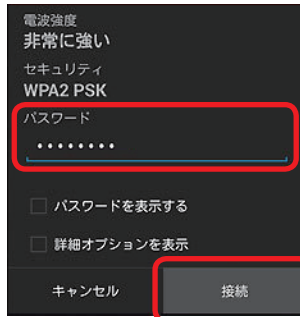 電波強度
非常に強い
セキュリティ
WPA2 PSK
パスワード
••••••••
パスワードを表示する
詳細オプションを表示
キャンセル
接続